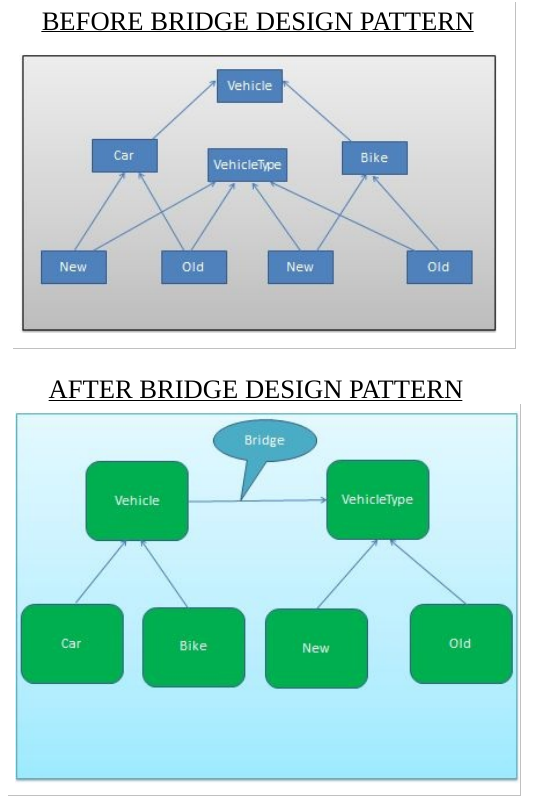 BEFORE BRIDGE DESIGN PATTERN
Vehicle
Car
VehicleType
Bike
New
Old
New
Old
AFTER BRIDGE DESIGN PATTERN
Bridge
Vehicle
VehicleType
Car
Bike
New
Old